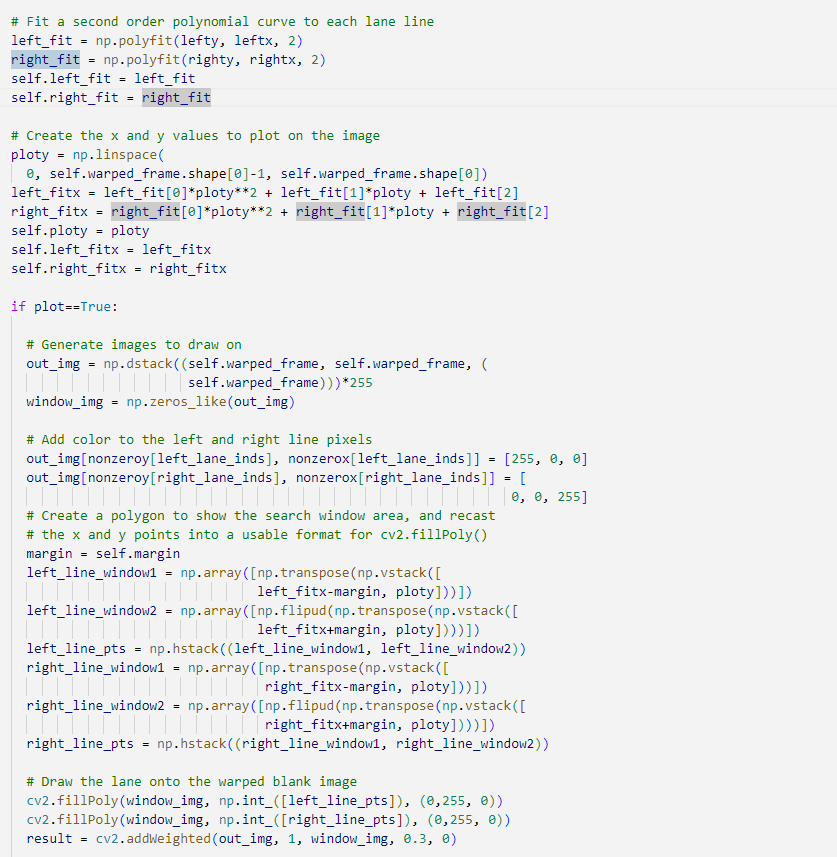 # Fit a second order polynomial curve to each lane line
left_fit = np.polyfit(lefty, leftx, 2)
right_fit = np.polyfit(righty, rightx, 2)
self.left_fit = left_fit
self.right_fit = right_fit

# Create the x and y values to plot on the image
ploty = np.linspace(
  0, self.warped_frame.shape[0]-1, self.warped_frame.shape[0])
left_fitx = left_fit[0]*ploty**2 + left_fit[1]*ploty + left_fit[2]
right_fitx = right_fit[0]*ploty**2 + right_fit[1]*ploty + right_fit[2]
self.ploty = ploty
self.left_fitx = left_fitx
self.right_fitx = right_fitx

if plot==True:

  # Generate images to draw on
  out_img = np.dstack((self.warped_frame, self.warped_frame, (
                       self.warped_frame)))*255
  window_img = np.zeros_like(out_img)

  # Add color to the left and right line pixels
  out_img[nonzeroy[left_lane_inds], nonzerox[left_lane_inds]] = [255, 0, 0]
  out_img[nonzeroy[right_lane_inds], nonzerox[right_lane_inds]] = [
                                                                 0, 0, 255]
  # Create a polygon to show the search window area, and recast
  # the x and y points into a usable format for cv2.fillPoly()
  margin = self.margin
  left_line_window1 = np.array([np.transpose(np.vstack([
                                left_fitx-margin, ploty]))])
  left_line_window2 = np.array([np.flipud(np.transpose(np.vstack([
                                left_fitx+margin, ploty])))])
  left_line_pts = np.hstack((left_line_window1, left_line_window2))
  right_line_window1 = np.array([np.transpose(np.vstack([
                                 right_fitx-margin, ploty]))])
  right_line_window2 = np.array([np.flipud(np.transpose(np.vstack([
                                 right_fitx+margin, ploty])))])
  right_line_pts = np.hstack((right_line_window1, right_line_window2))

  # Draw the lane onto the warped blank image
  cv2.fillPoly(window_img, np.int_([left_line_pts]), (0,255, 0))
  cv2.fillPoly(window_img, np.int_([right_line_pts]), (0,255, 0))
  result = cv2.addWeighted(out_img, 1, window_img, 0.3, 0)